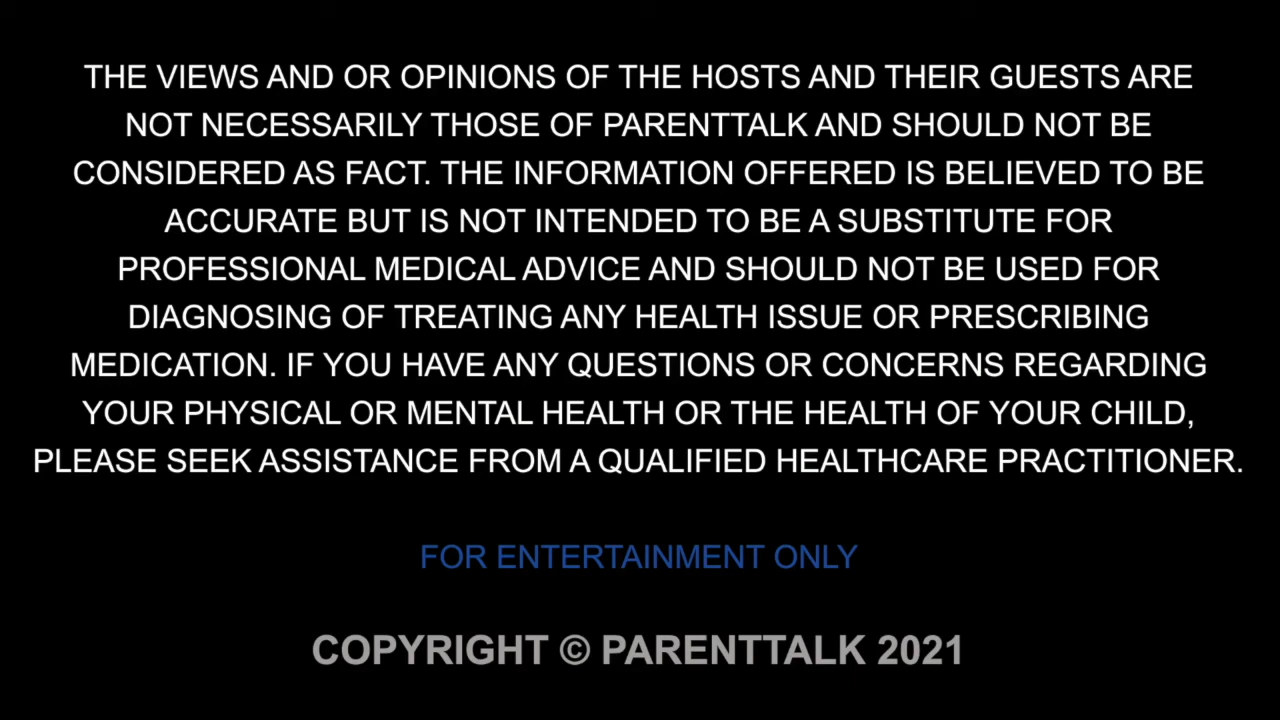 THE VIEWS AND OR OPINIONS OF THE HOSTS AND THEIR GUESTS ARE
NOT NECESSARILY THOSE OF PARENTTALK AND SHOULD NOT BE
CONSIDERED AS FACT. THE INFORMATION OFFERED IS BELIEVED TO BE
ACCURATE BUT IS NOT INTENDED TO BE A SUBSTITUTE FOR
PROFESSIONAL MEDICAL ADVICE AND SHOULD NOT BE USED FOR
DIAGNOSING OF TREATING ANY HEALTH ISSUE OR PRESCRIBING
MEDICATION. IF YOU HAVE ANY QUESTIONS OR CONCERNS REGARDING
YOUR PHYSICAL OR MENTAL HEALTH OR THE HEALTH OF YOUR CHILD,
PLEASE SEEK ASSISTANCE FROM A QUALIFIED HEALTHCARE PRACTITIONER.
FOR ENTERTAINMENT ONLY
COPYRIGHT © PARENTTALK 2021